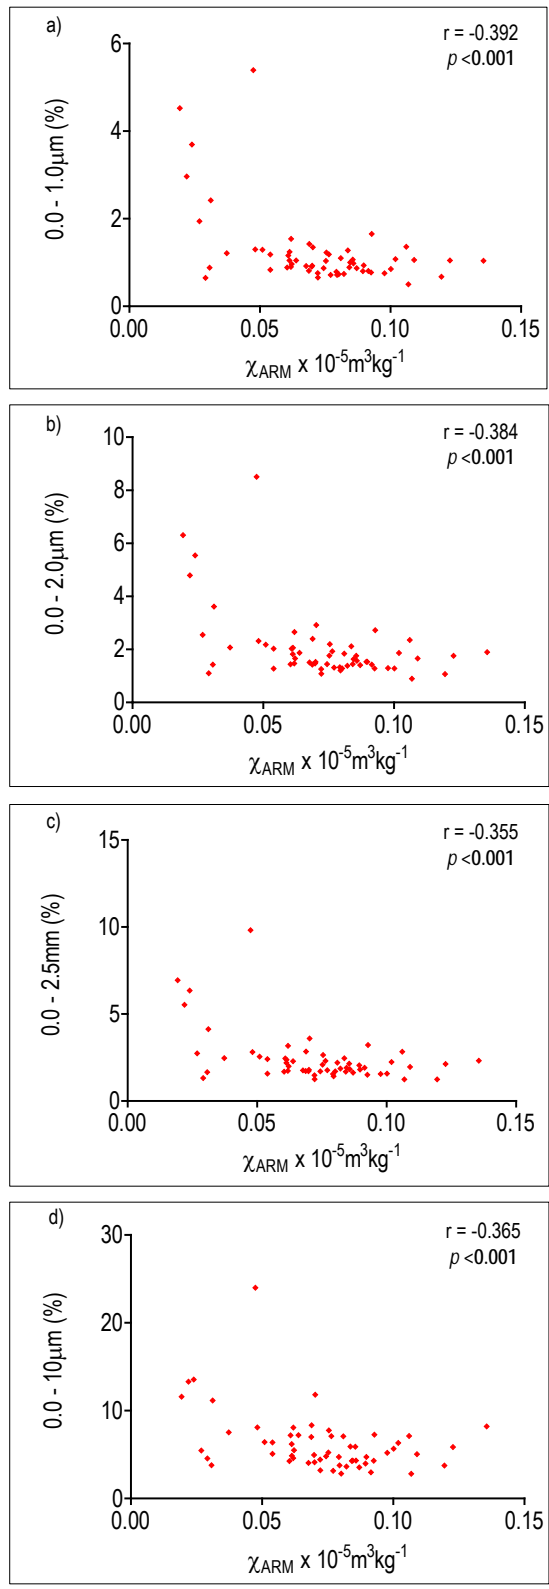 a)
r = -0.392
p <0.001
6
4
2
0
0.0 - 1.0μm (%)
0.00
0.05
0.10
0.15
χARM x 10-5m3kg-1
b)
r = -0.384
p <0.001
10
8
6
4
2
0
0.0 - 2.0μm (%)
0.00
0.05
0.10
0.15
χARM x 10-5m3kg-1
c)
r = -0.355
p <0.001
15
10
5
0
0.0 - 2.5mm (%)
0.00
0.05
0.10
0.15
χARM x 10-5m3kg-1
d)
r = -0.365
p <0.001
30
20
10
0
0.0 - 10μm (%)
0.00
0.05
0.10
0.15
χARM x 10-5m3kg-1